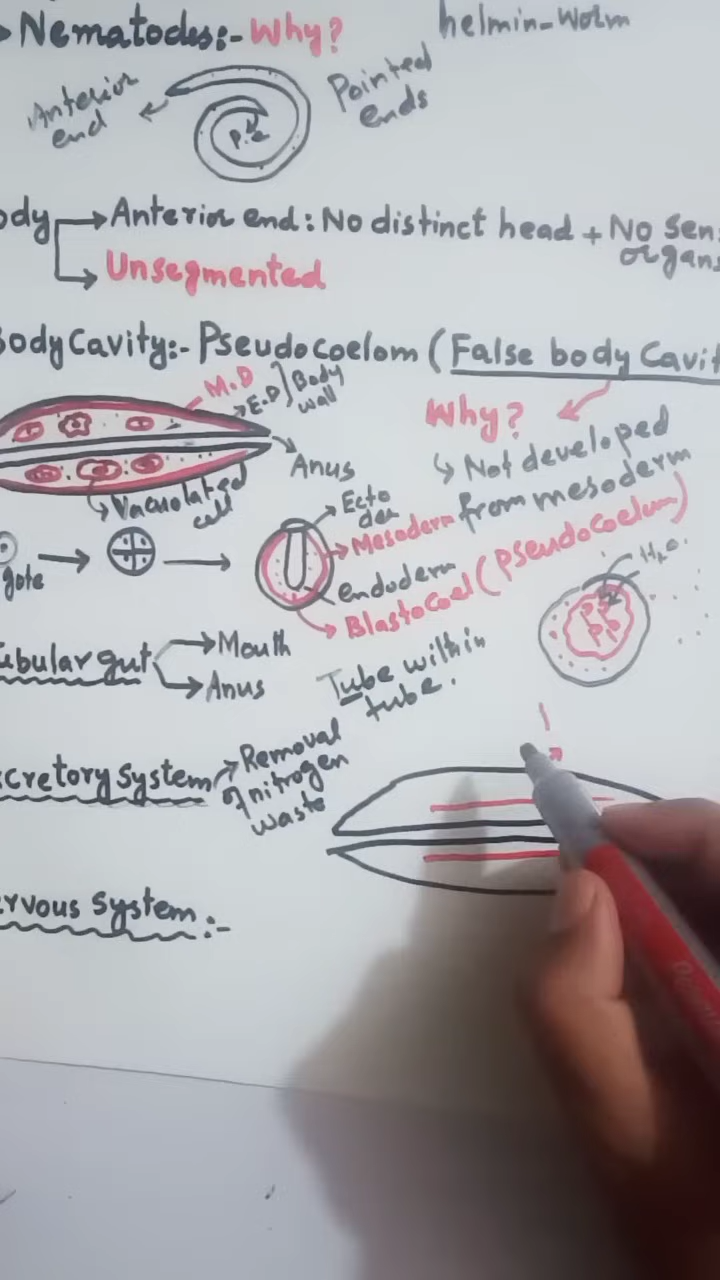 Nematodes:- Why?
helmin-worm
Anterior end
Pointed ends
P.E
ody
Anterior end: No distinct head + No Sens
organs
Unsegmented
Body Cavity:- Pseudocoelom (False body Cavit
M.D
E.D
Body wall
Why?
Anus
Not developed
from mesoderm
Vacuolated cell
Ecto
der
Mesoderm
endoderm
Blastocoel (Pseudocoelum)
H₂O.
gote
ubular gut
Mouth
Anus
Tube within
tube.
cretory System
Removal
of nitrogen
waste
rvous System:-